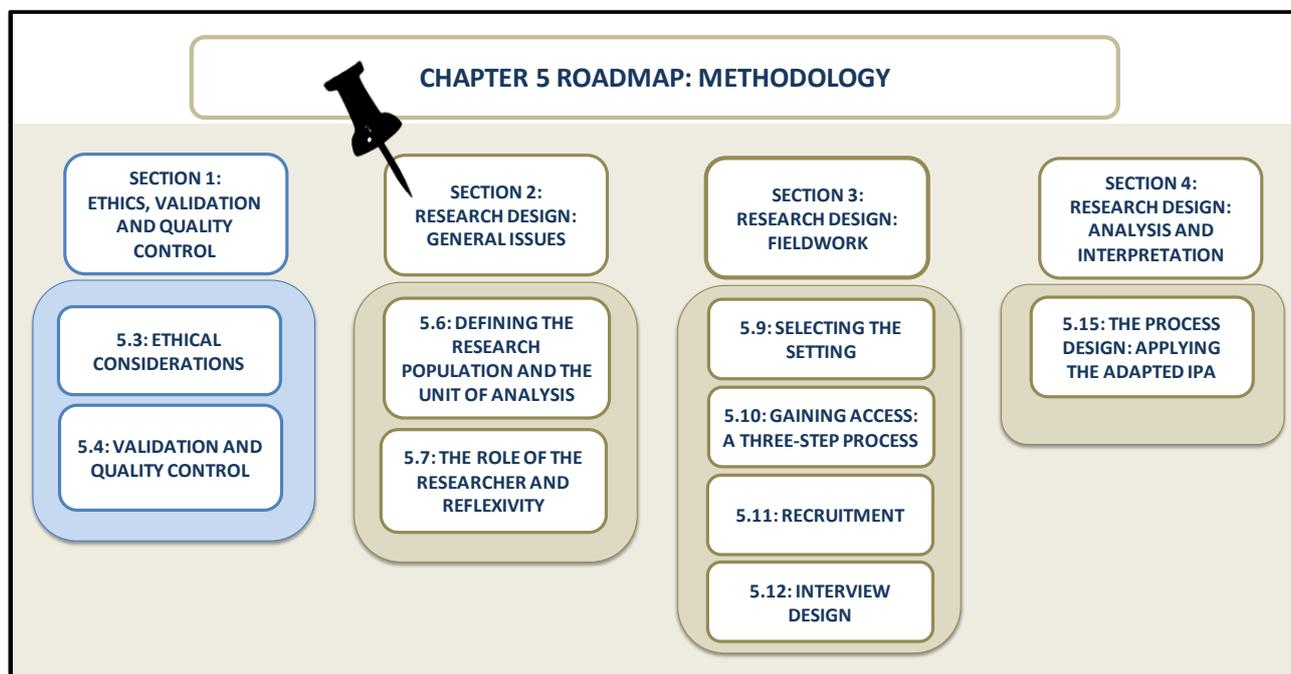 CHAPTER 5 ROADMAP: METHODOLOGY
SECTION 1:
ETHICS, VALIDATION
AND QUALITY
CONTROL
5.3: ETHICAL
CONSIDERATIONS
5.4: VALIDATION AND
QUALITY CONTROL
SECTION 2:
RESEARCH DESIGN:
GENERAL ISSUES
5.6: DEFINING THE
RESEARCH
POPULATION AND THE
UNIT OF ANALYSIS
5.7: THE ROLE OF THE
RESEARCHER AND
REFLEXIVITY
SECTION 3:
RESEARCH DESIGN:
FIELDWORK
5.9: SELECTING THE
SETTING
5.10: GAINING ACCESS:
A THREE-STEP PROCESS
5.11: RECRUITMENT
5.12: INTERVIEW
DESIGN
SECTION 4:
RESEARCH DESIGN:
ANALYSIS AND
INTERPRETATION
5.15: THE PROCESS
DESIGN: APPLYING
THE ADAPTED IPA